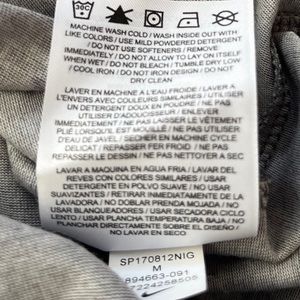 30C
MACHINE WASH COLD / WASH INSIDE OUT WITH
LIKE COLORS / USE MILD POWDERED DETERGENT
/ DO NOT USE SOFTENERS / REMOVE
IMMEDIATELY / DO NOT ALLOW TO LAY ON ITSELF
WHEN WET / DO NOT BLEACH / TUMBLE DRY LOW
/ COOL IRON / DO NOT IRON DESIGN / DO NOT
DRY CLEAN
LAVER EN MACHINE À L'EAU FROIDE / LAVER À
L'ENVERS AVEC COULEURS SIMILAIRES / UTILISER
UN DÉTERGENT DOUX EN POUDRE / NE PAS
UTILISER D'ADOUCISSEUR / ENLEVER
IMMÉDIATEMENT / NE PAS LAISSER LE VÊTEMENT
PLIÉ LORSQU'IL EST MOUILLÉ / NE PAS UTILISER
D'EAU DE JAVEL / SÉCHER EN MACHINE CYCLE
DÉLICAT / REPASSER FER FROID / NE PAS
REPASSER LE DESSIN / NE PAS NETTOYER À SEC
LAVAR A MAQUINA EN AGUA FRIA / LAVAR DEL
REVES CON COLORES SIMILARES / USAR
DETERGENTE EN POLVO SUAVE / NO USAR
SUAVIZANTES / RETIRAR INMEDIATAMENTE DE LA
LAVADORA / NO DOBLAR MIENTRAS MOJADA / NO
USAR BLANQUEADORES / USAR SECADORA CICLO
LENTO / USAR PLANCHA TEMPERATURA BAJA / NO
PLANCHAR DIRECTAMENTE SOBRE EL DISEÑO /
NO LAVAR EN SECO
SP170812NIG
M
894663-091